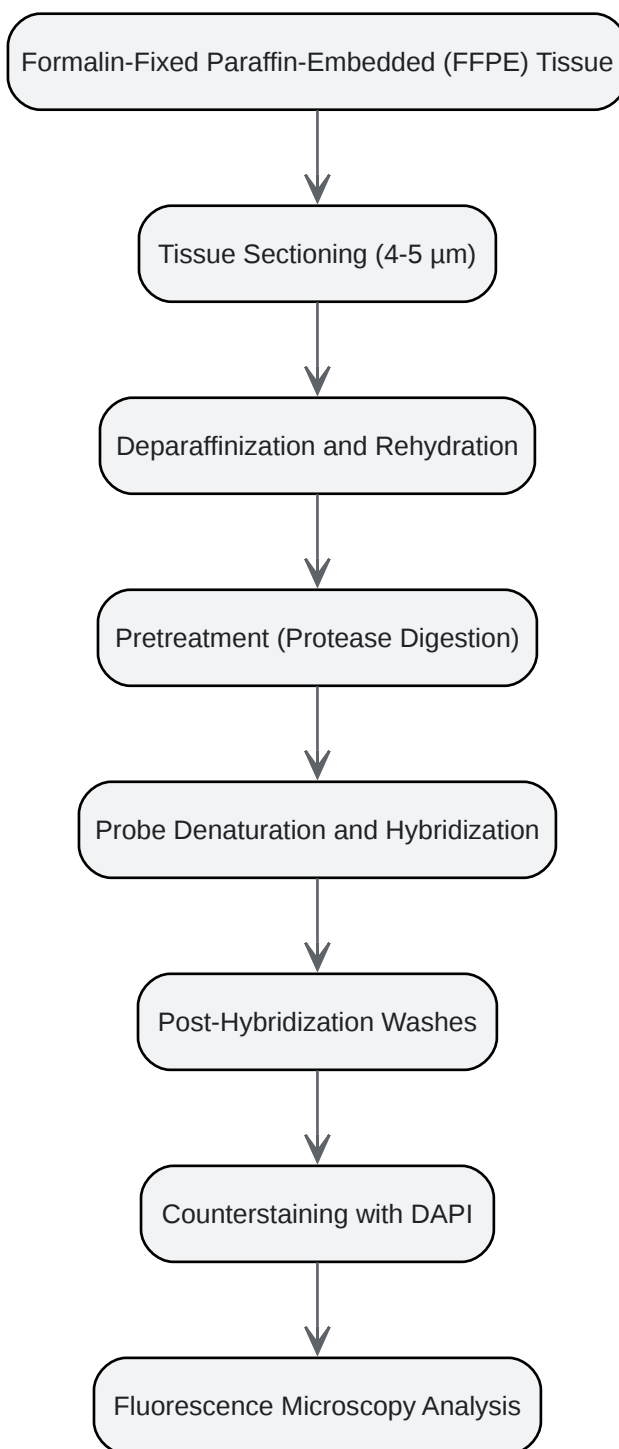 Formalin-Fixed Paraffin-Embedded (FFPE) Tissue
Tissue Sectioning (4-5 µm)
Deparaffinization and Rehydration
Pretreatment (Protease Digestion)
Probe Denaturation and Hybridization
Post-Hybridization Washes
Counterstaining with DAPI
Fluorescence Microscopy Analysis